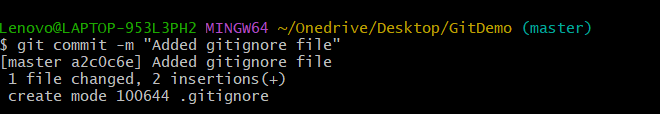 Lenovo@LAPTOP-953L3PH2 MINGW64 ~/Onedrive/Desktop/GitDemo (master)
$ git commit -m "Added gitignore file"
[master a2c0c6e] Added gitignore file
 1 file changed, 2 insertions(+)
 create mode 100644 .gitignore